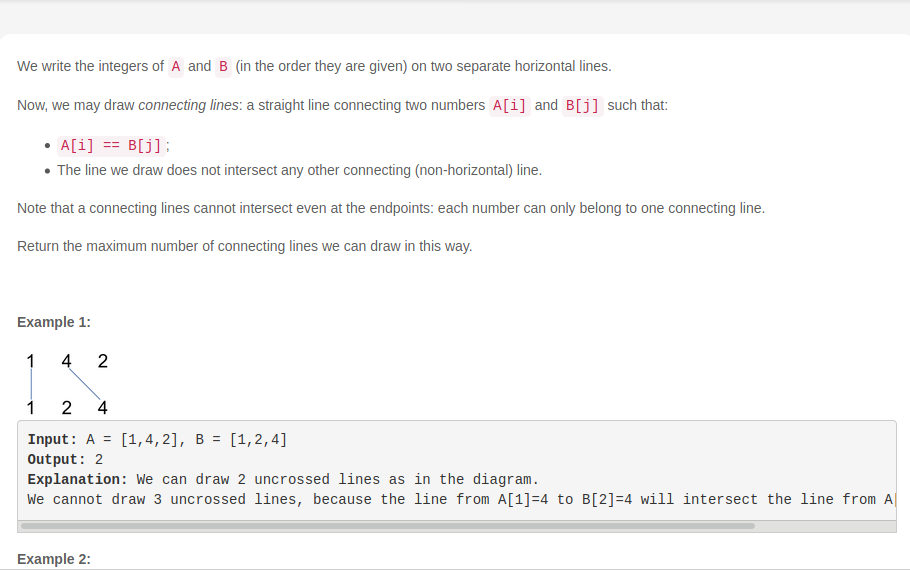 We write the integers of A and B (in the order they are given) on two separate horizontal lines.
Now, we may draw connecting lines: a straight line connecting two numbers A[i] and B[j] such that:
• A[i] == B[j];
• The line we draw does not intersect any other connecting (non-horizontal) line.
Note that a connecting lines cannot intersect even at the endpoints: each number can only belong to one connecting line.
Return the maximum number of connecting lines we can draw in this way.
Example 1:
1 4 2
1 2 4
Input: A = [1,4,2], B = [1,2,4]
Output: 2
Explanation: We can draw 2 uncrossed lines as in the diagram.
We cannot draw 3 uncrossed lines, because the line from A[1]=4 to B[2]=4 will intersect the line from A
Example 2: